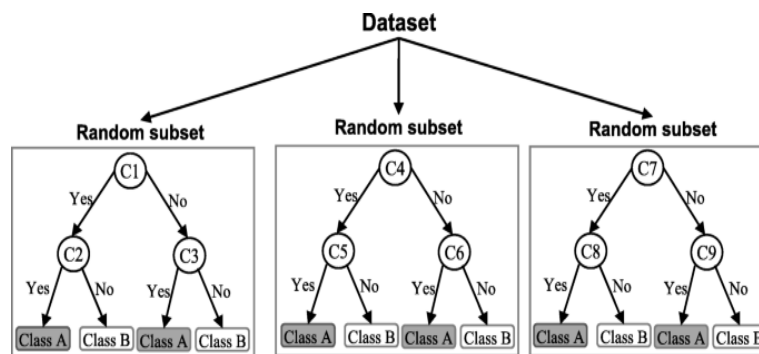 Dataset
Random subset Random subset Random subset
C1 C4 C7
Yes No Yes No Yes No
C2 C3 C5 C6 C8 C9
Yes No Yes No Yes No Yes No Yes No Yes No
Class A Class B Class A Class B Class A Class B Class A Class B Class A Class B Class A Class B